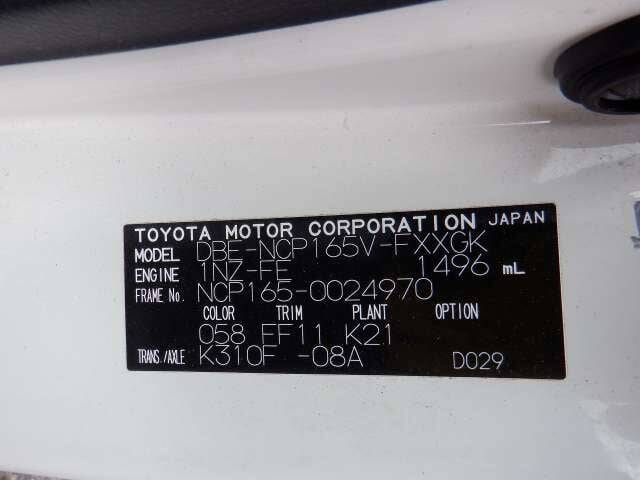 TOYOTA MOTOR CORPORATION JAPAN
MODEL DBE-NCP165V-FXXGK
ENGINE 1NZ-FE 1496 mL
FRAME No. NCP165-0024970
COLOR TRIM PLANT OPTION
058 FF11 K21
TRANS./AXLE K310F -08A D029